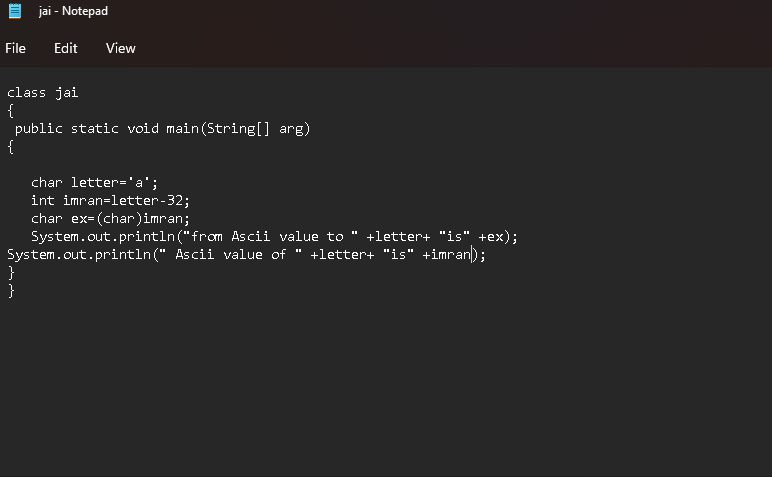 jai - Notepad
File Edit View
class jai
{
 public static void main(String[] arg)
{

   char letter='a';
   int imran=letter-32;
   char ex=(char)imran;
   System.out.println("from Ascii value to " +letter+ "is" +ex);
System.out.println(" Ascii value of " +letter+ "is" +imran);
}
}